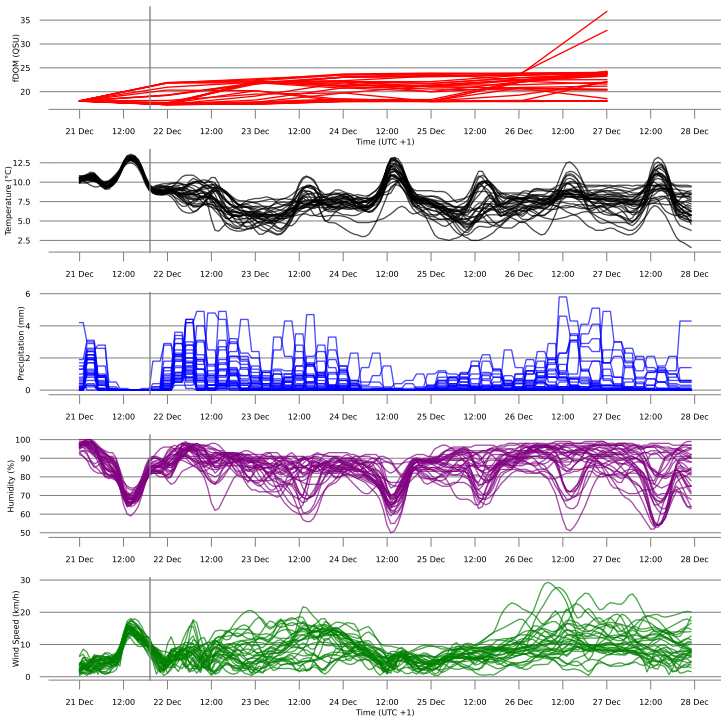 35
30
25
20
fDOM (QSU)
21 Dec 12:00 22 Dec 12:00 23 Dec 12:00 24 Dec 12:00 25 Dec 12:00 26 Dec 12:00 27 Dec 12:00 28 Dec
Time (UTC +1)
12.5
10.0
7.5
5.0
2.5
Temperature (°C)
21 Dec 12:00 22 Dec 12:00 23 Dec 12:00 24 Dec 12:00 25 Dec 12:00 26 Dec 12:00 27 Dec 12:00 28 Dec
6
4
2
0
Precipitation (mm)
21 Dec 12:00 22 Dec 12:00 23 Dec 12:00 24 Dec 12:00 25 Dec 12:00 26 Dec 12:00 27 Dec 12:00 28 Dec
100
90
80
70
60
50
Humidity (%)
21 Dec 12:00 22 Dec 12:00 23 Dec 12:00 24 Dec 12:00 25 Dec 12:00 26 Dec 12:00 27 Dec 12:00 28 Dec
30
20
10
0
Wind Speed (km/h)
21 Dec 12:00 22 Dec 12:00 23 Dec 12:00 24 Dec 12:00 25 Dec 12:00 26 Dec 12:00 27 Dec 12:00 28 Dec
Time (UTC +1)